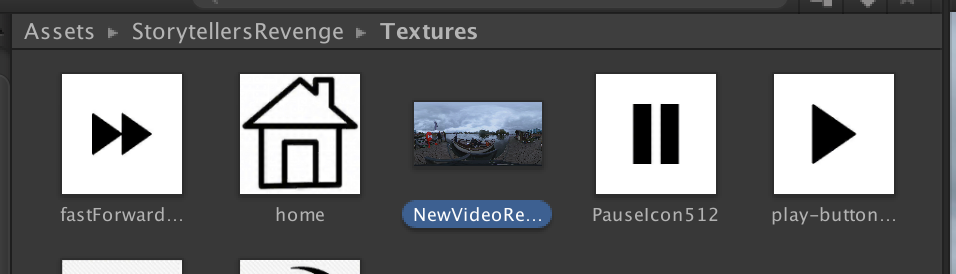 Assets ▸ StorytellersRevenge ▸ Textures
fastForward... home NewVideoRe... PauseIcon512 play-button...